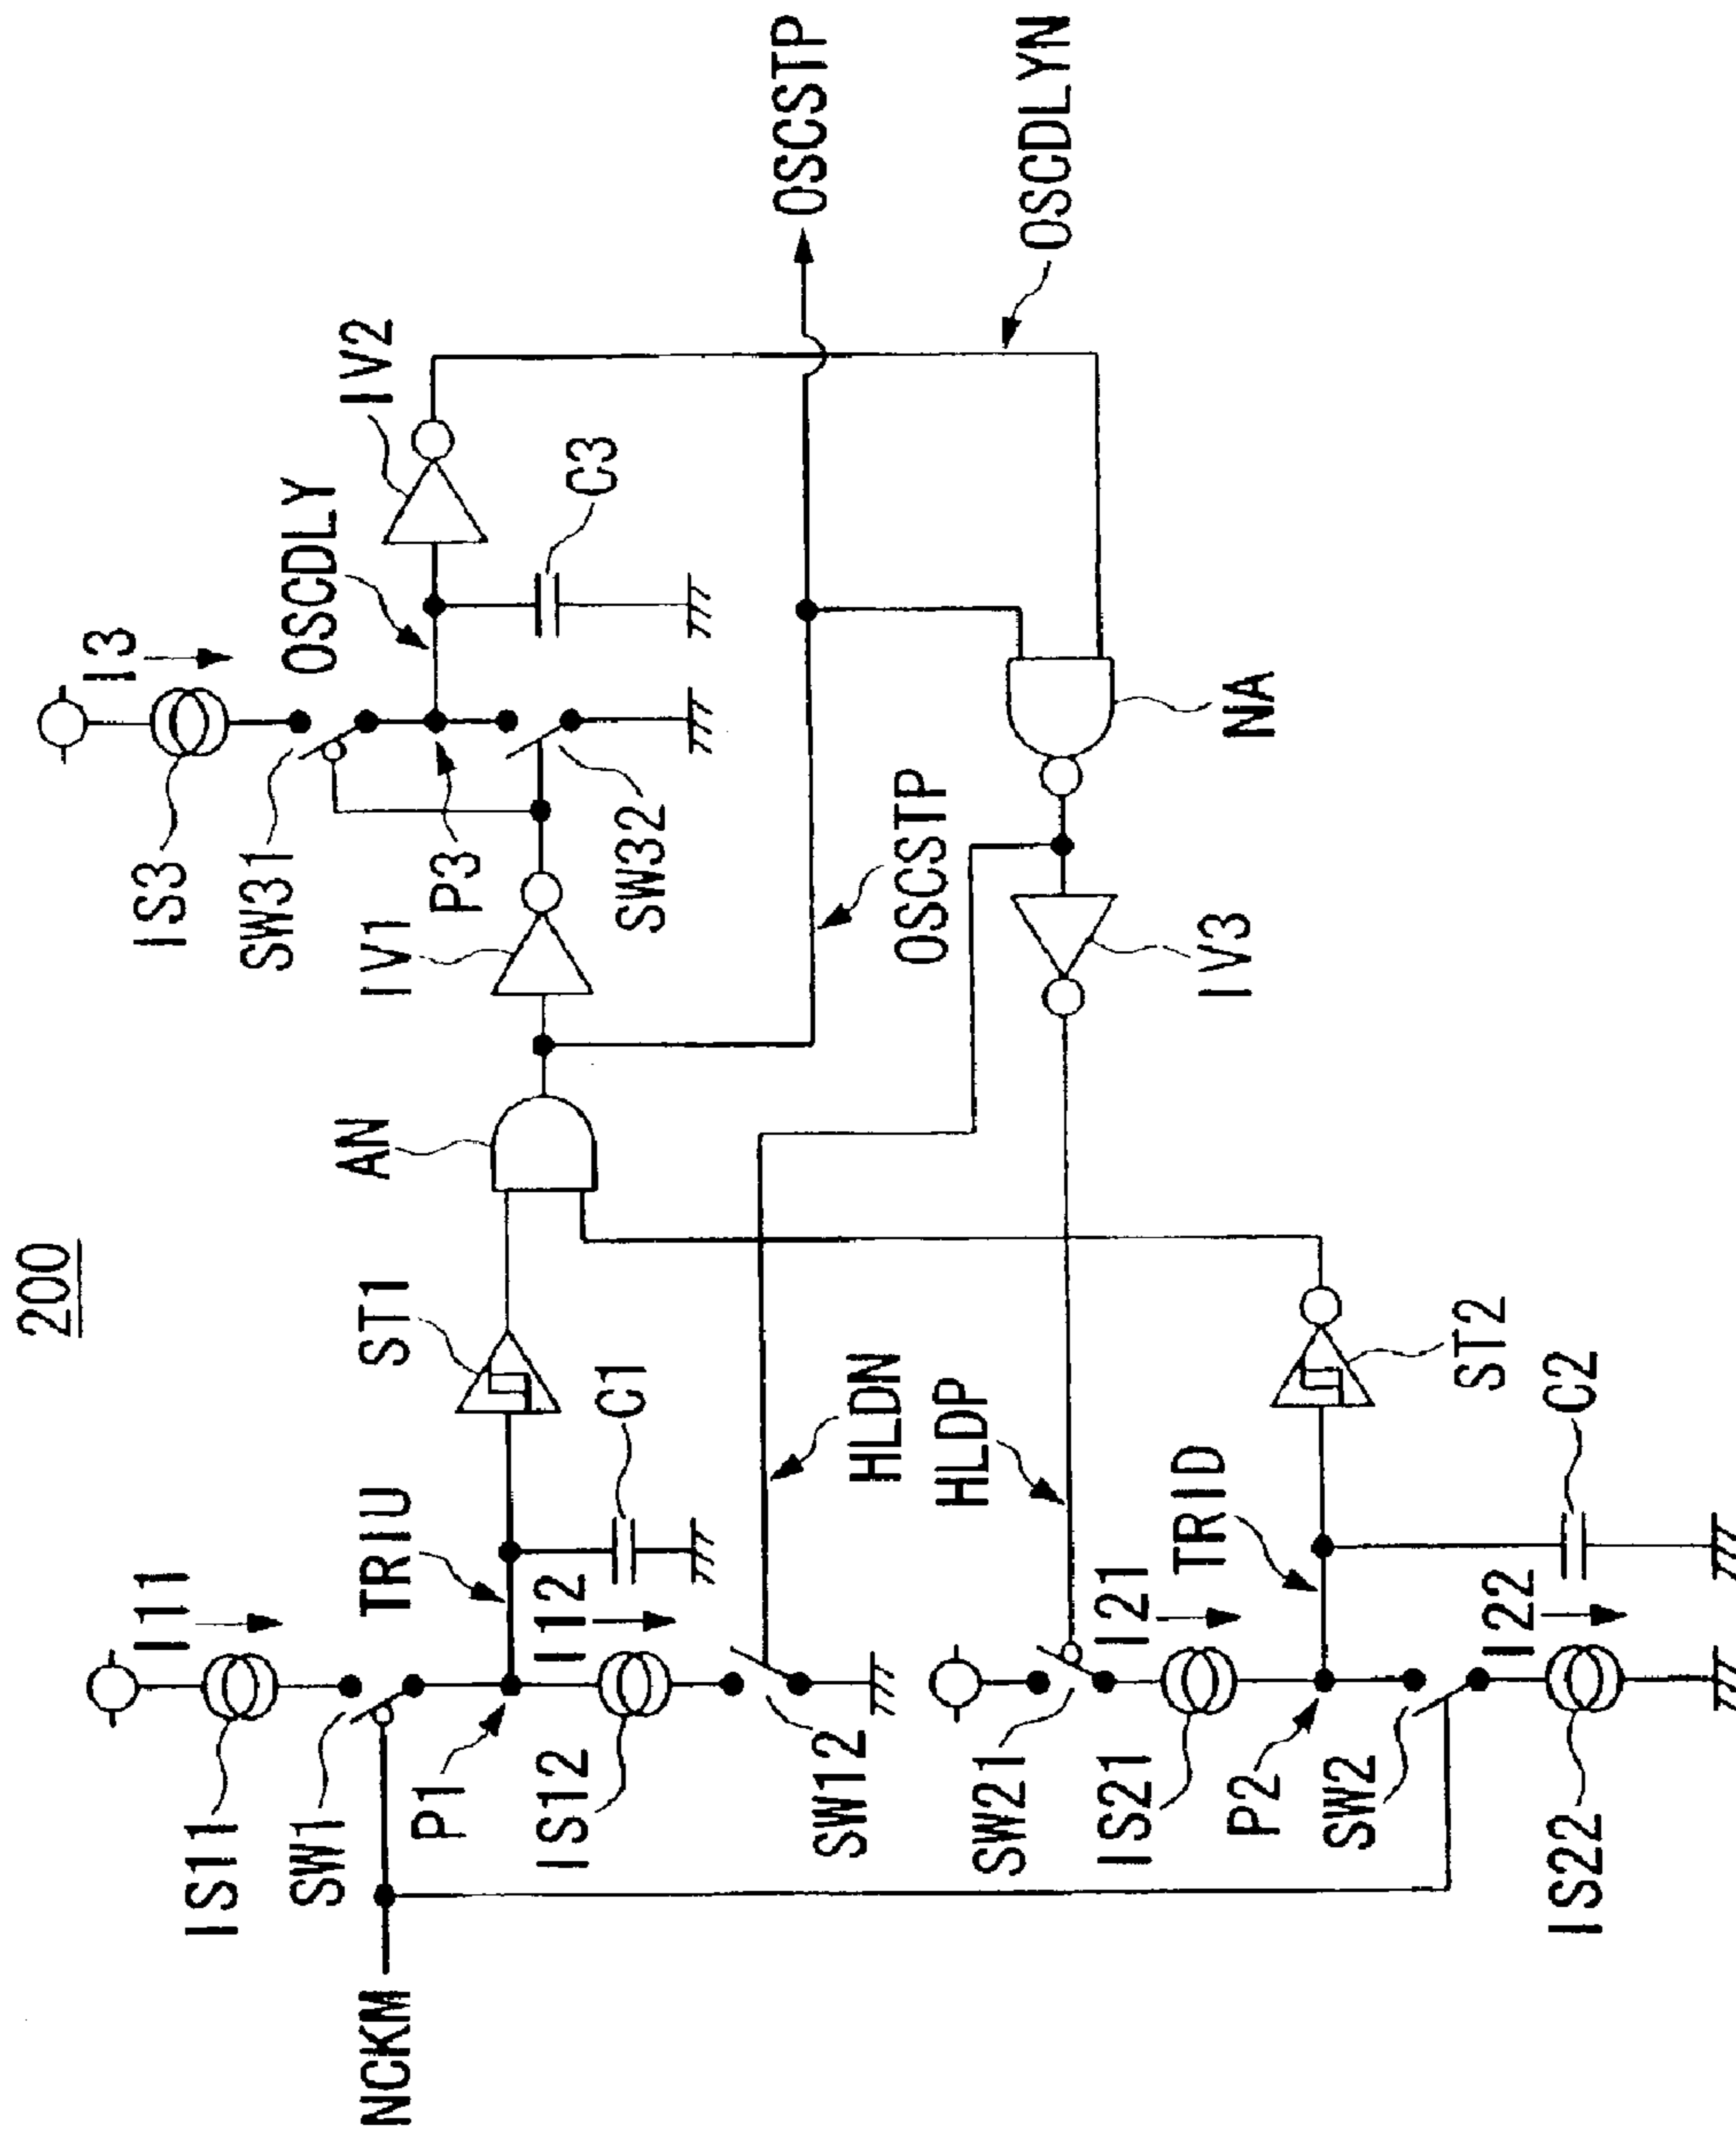 200
NCKM
IS11
SW1
P1
IS12
SW12
SW21
IS21
P2
SW2
IS22
I11
TRIU
I12
C1
ST1
HLDN
HLDP
I21
TRID
I22
C2
ST2
AN
IV1
OSCSTP
IV3
NA
IS3
SW31
P3
SW32
I3
OSCDLY
IV2
C3
OSCSTP
OSCDLYN